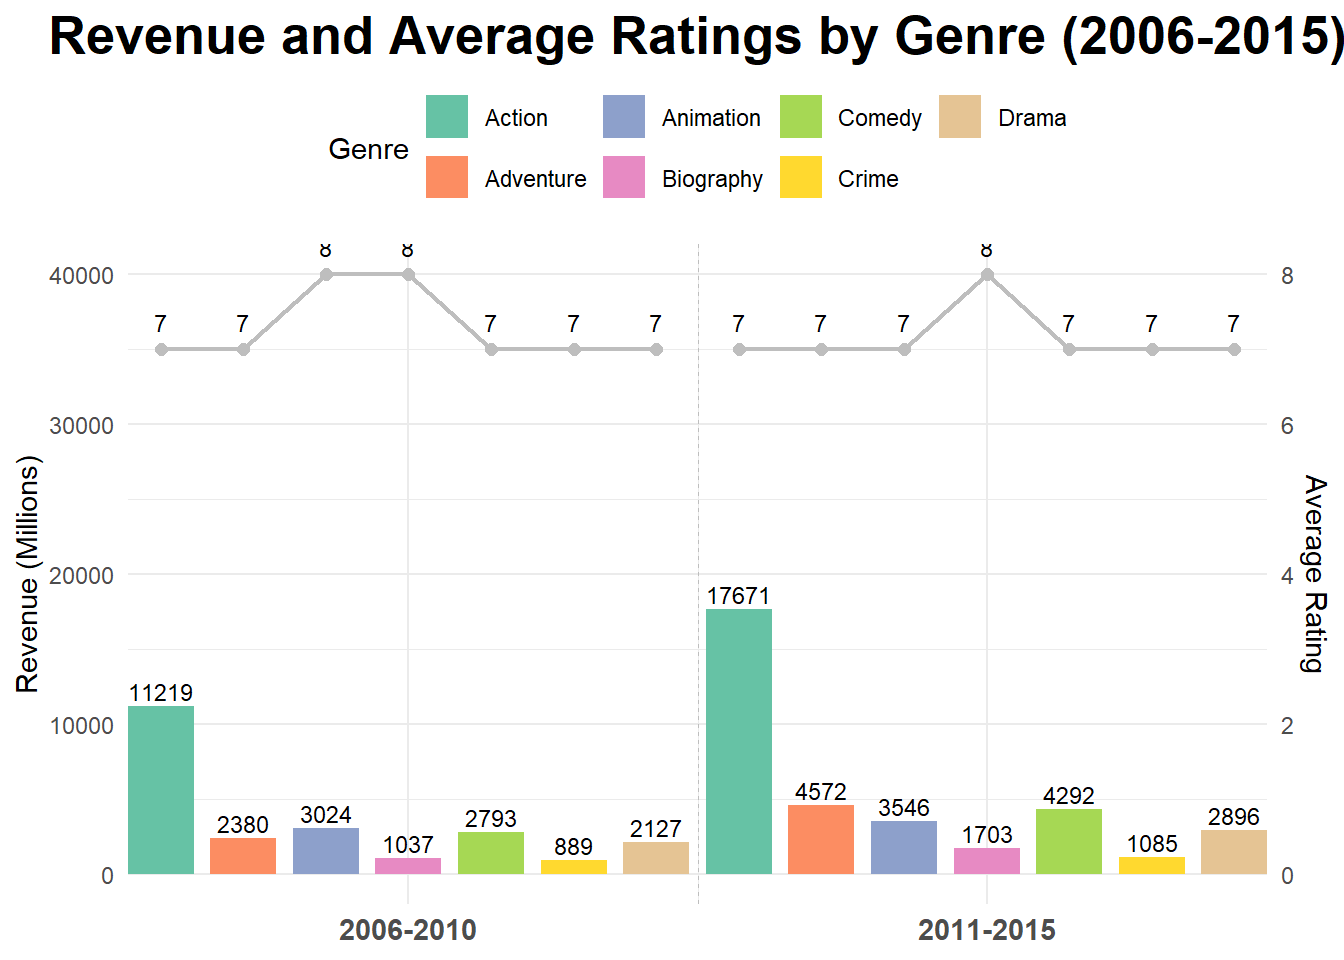 Revenue and Average Ratings by Genre (2006-2015)
Genre
Action Animation Comedy Drama
Adventure Biography Crime
8 8 8
40000 8
7 7 7 7 7 7 7 7 7 7 7
30000 6
Revenue (Millions)
Average Rating
20000 4
17671
11219
10000 2
4572
4292
3546
3024
2793 2896
2380
2127
1703
1037 1085
889
0 0
2006-2010 2011-2015